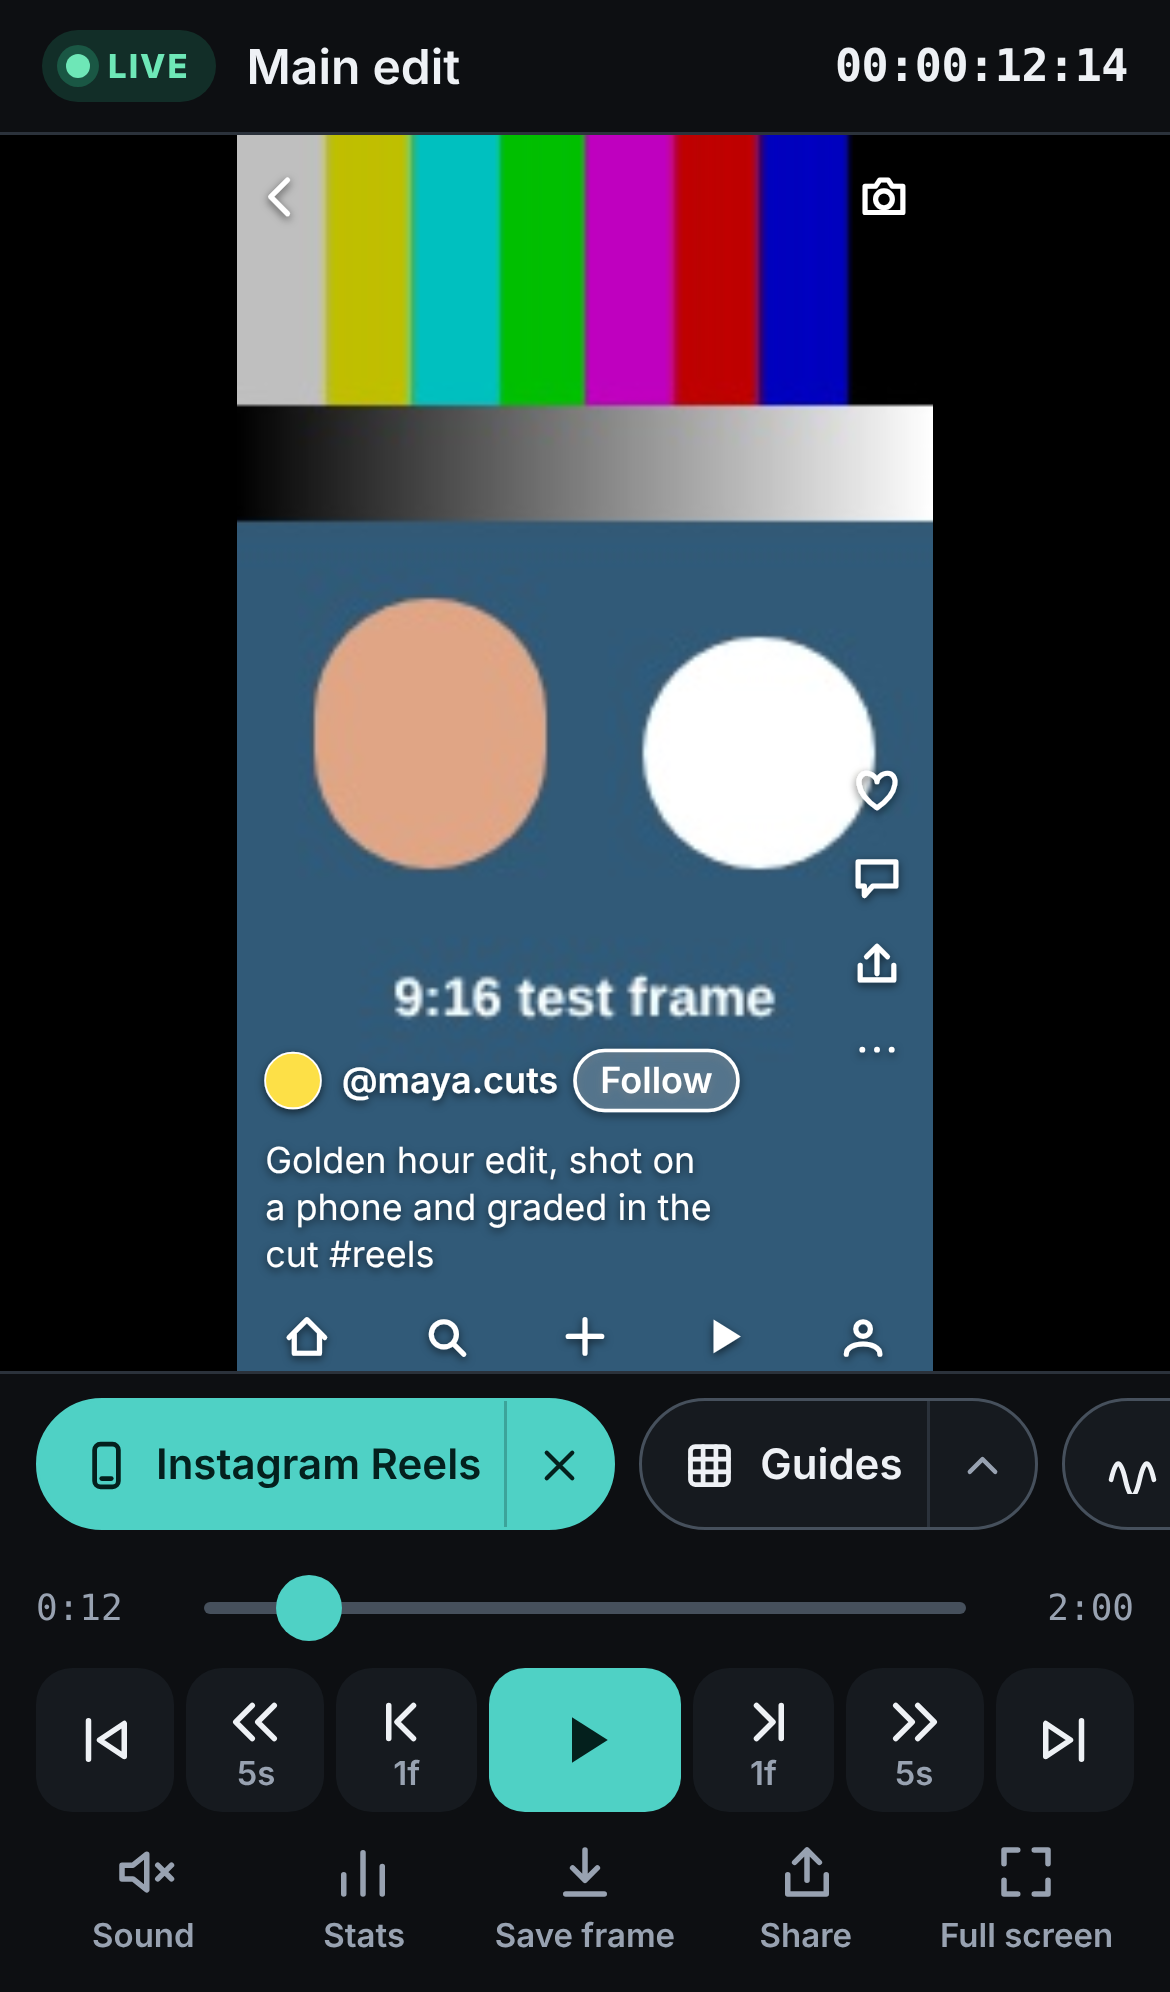 LIVE Main edit 00:00:12:14
9:16 test frame
@maya.cuts Follow
Golden hour edit, shot on
a phone and graded in the
cut #reels
Instagram Reels Guides
0:12 2:00
5s 1f 1f 5s
Sound Stats Save frame Share Full screen